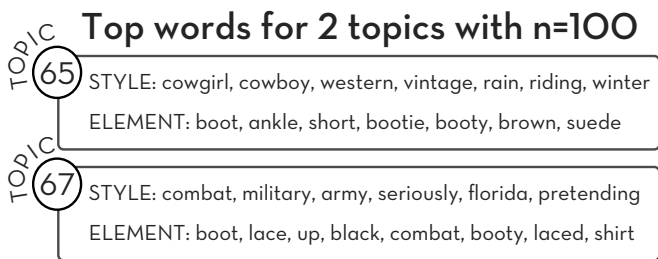 Top words for 2 topics with n=100
TOPIC
65
STYLE: cowgirl, cowboy, western, vintage, rain, riding, winter
ELEMENT: boot, ankle, short, bootie, booty, brown, suede
TOPIC
67
STYLE: combat, military, army, seriously, florida, pretending
ELEMENT: boot, lace, up, black, combat, booty, laced, shirt